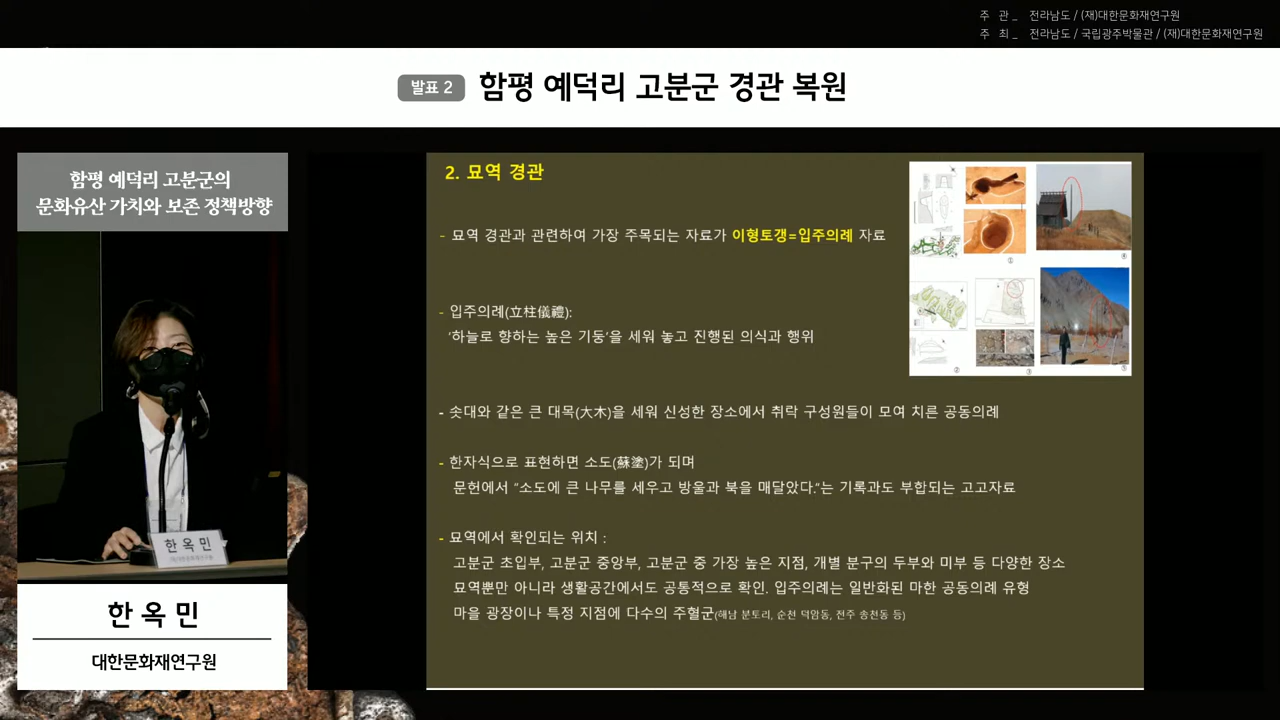 주 관 _ 전라남도 / (재)대한문화재연구원
주 최 _ 전라남도 / 국립광주박물관 / (재)대한문화재연구원
발표 2 함평 예덕리 고분군 경관 복원
함평 예덕리 고분군의
문화유산 가치와 보존 정책방향
한 옥 민
한 옥 민
대한문화재연구원
2. 묘역 경관
- 묘역 경관과 관련하여 가장 주목되는 자료가 이형토갱=입주의례 자료
- 입주의례(立柱儀禮):
'하늘로 향하는 높은 기둥'을 세워 놓고 진행된 의식과 행위
- 솟대와 같은 큰 대목(大木)을 세워 신성한 장소에서 취락 구성원들이 모여 치른 공동의례
- 한자식으로 표현하면 소도(蘇塗)가 되며
문헌에서 "소도에 큰 나무를 세우고 방울과 북을 매달았다."는 기록과도 부합되는 고고자료
- 묘역에서 확인되는 위치 :
고분군 초입부, 고분군 중앙부, 고분군 중 가장 높은 지점, 개별 분구의 두부와 미부 등 다양한 장소
묘역뿐만 아니라 생활공간에서도 공통적으로 확인. 입주의례는 일반화된 마한 공동의례 유형
마을 광장이나 특정 지점에 다수의 주혈군(해남 분토리, 순천 덕암동, 전주 송천동 등)
①
②
③
④
⑤